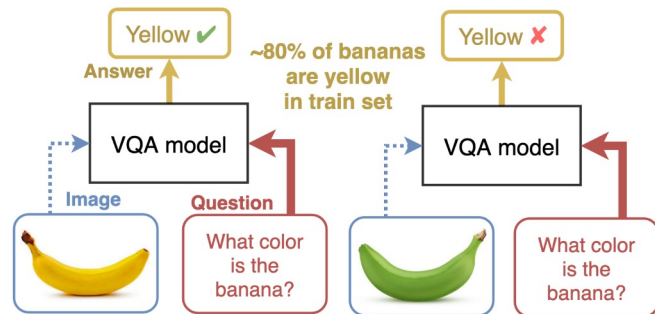 Yellow ✔
Answer
~80% of bananas
are yellow
in train set
VQA model
Image
Question
What color
is the
banana?
Yellow ✘
VQA model
What color
is the
banana?